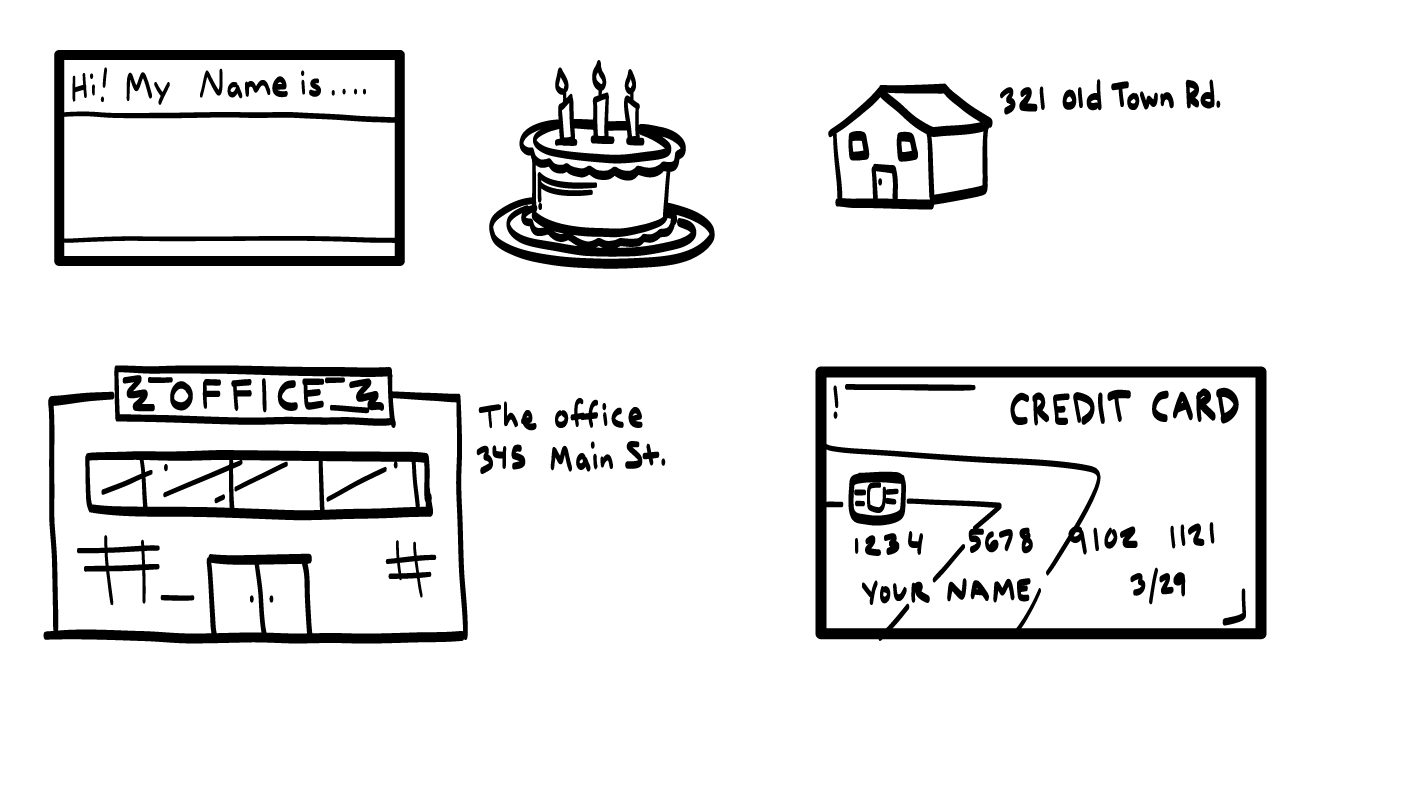 Hi! My Name is....
321 Old Town Rd.
OFFICE
The office
345 Main St.
CREDIT CARD
1234 5678 9102 1121
YOUR NAME 3/29